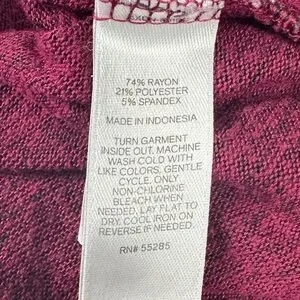 74% RAYON
21% POLYESTER
5% SPANDEX
MADE IN INDONESIA
TURN GARMENT
INSIDE OUT. MACHINE
WASH COLD WITH
LIKE COLORS, GENTLE
CYCLE. ONLY
NON-CHLORINE
BLEACH WHEN
NEEDED. LAY FLAT TO
DRY. COOL IRON ON
REVERSE IF NEEDED.
RN# 55285